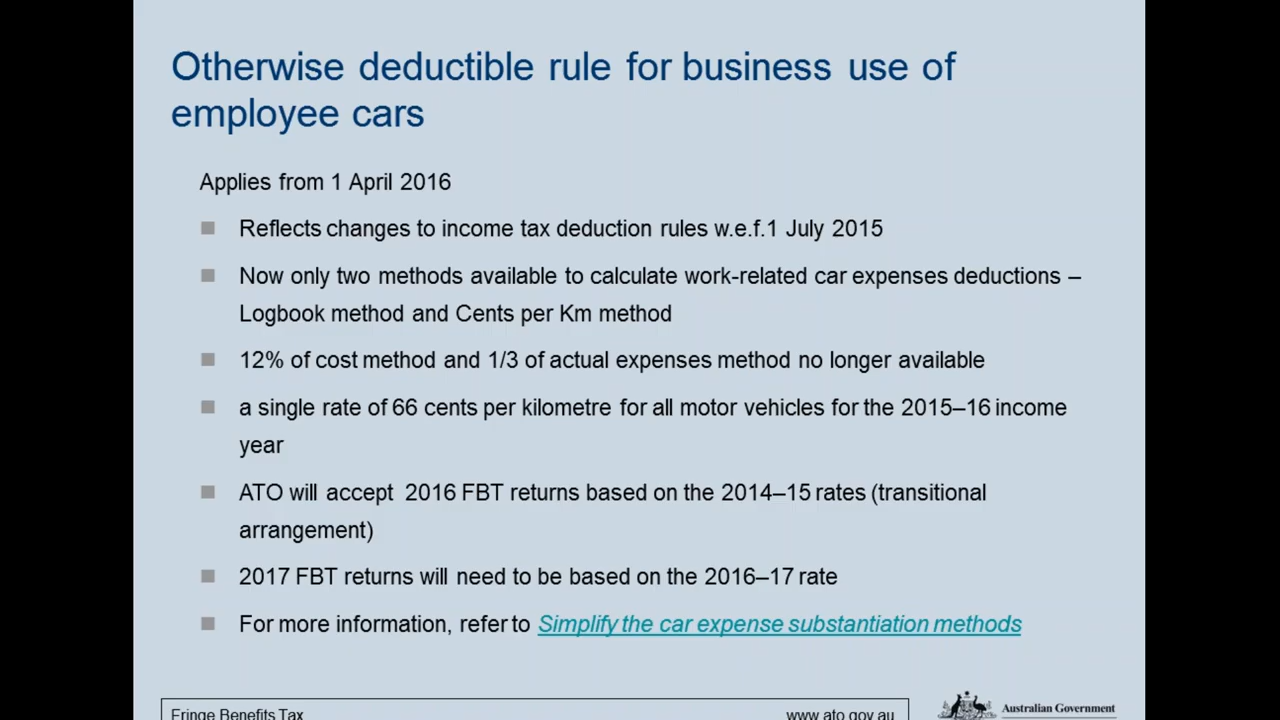 Otherwise deductible rule for business use of
employee cars
Applies from 1 April 2016
Reflects changes to income tax deduction rules w.e.f.1 July 2015
Now only two methods available to calculate work-related car expenses deductions –
Logbook method and Cents per Km method
12% of cost method and 1/3 of actual expenses method no longer available
a single rate of 66 cents per kilometre for all motor vehicles for the 2015–16 income
year
ATO will accept 2016 FBT returns based on the 2014–15 rates (transitional
arrangement)
2017 FBT returns will need to be based on the 2016–17 rate
For more information, refer to Simplify the car expense substantiation methods
Fringe Benefits Tax
www.ato.gov.au
Australian Government